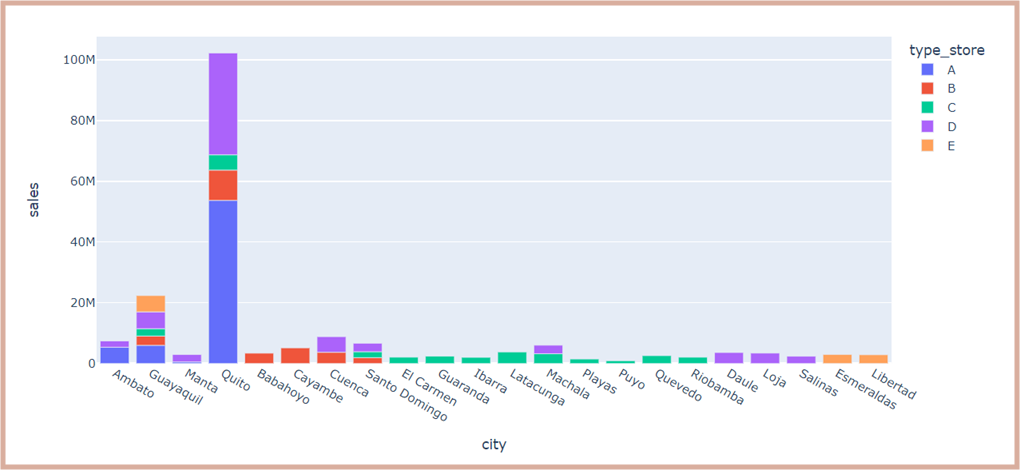 type_store
A
B
C
D
E
100M
80M
60M
40M
20M
0
sales
Ambato
Guayaquil
Manta
Quito
Babahoyo
Cayambe
Cuenca
Santo Domingo
El Carmen
Guaranda
Ibarra
Latacunga
Machala
Playas
Puyo
Quevedo
Riobamba
Daule
Loja
Salinas
Esmeraldas
Libertad
city